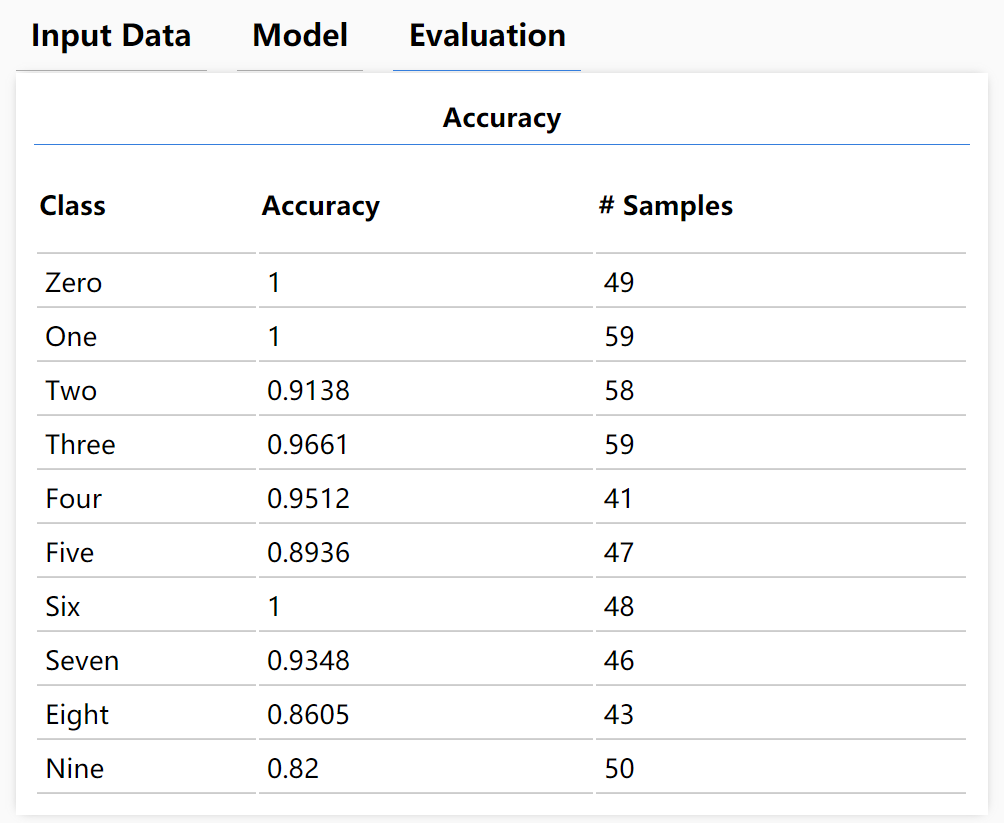 Input Data Model Evaluation
Accuracy
Class Accuracy # Samples
Zero 1 49
One 1 59
Two 0.9138 58
Three 0.9661 59
Four 0.9512 41
Five 0.8936 47
Six 1 48
Seven 0.9348 46
Eight 0.8605 43
Nine 0.82 50